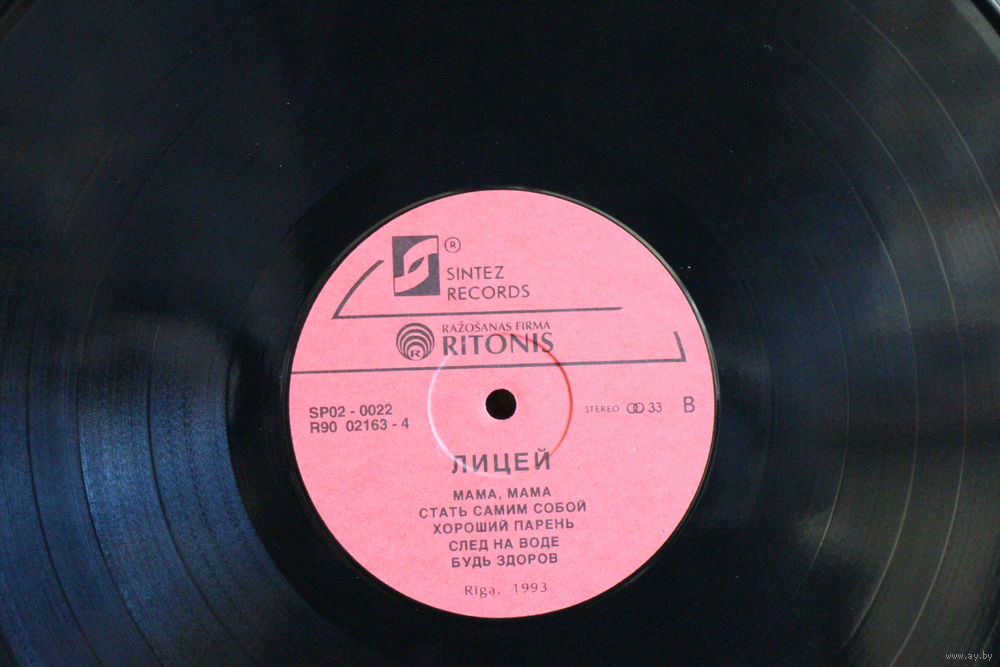 ®
SINTEZ
RECORDS
RAŽOŠANAS FIRMA
RITONIS
R
SP02 - 0022
R90 02163 - 4
STEREO 33 B
ЛИЦЕЙ
МАМА, МАМА
СТАТЬ САМИМ СОБОЙ
ХОРОШИЙ ПАРЕНЬ
СЛЕД НА ВОДЕ
БУДЬ ЗДОРОВ
Rīga, 1993
www.ay.by